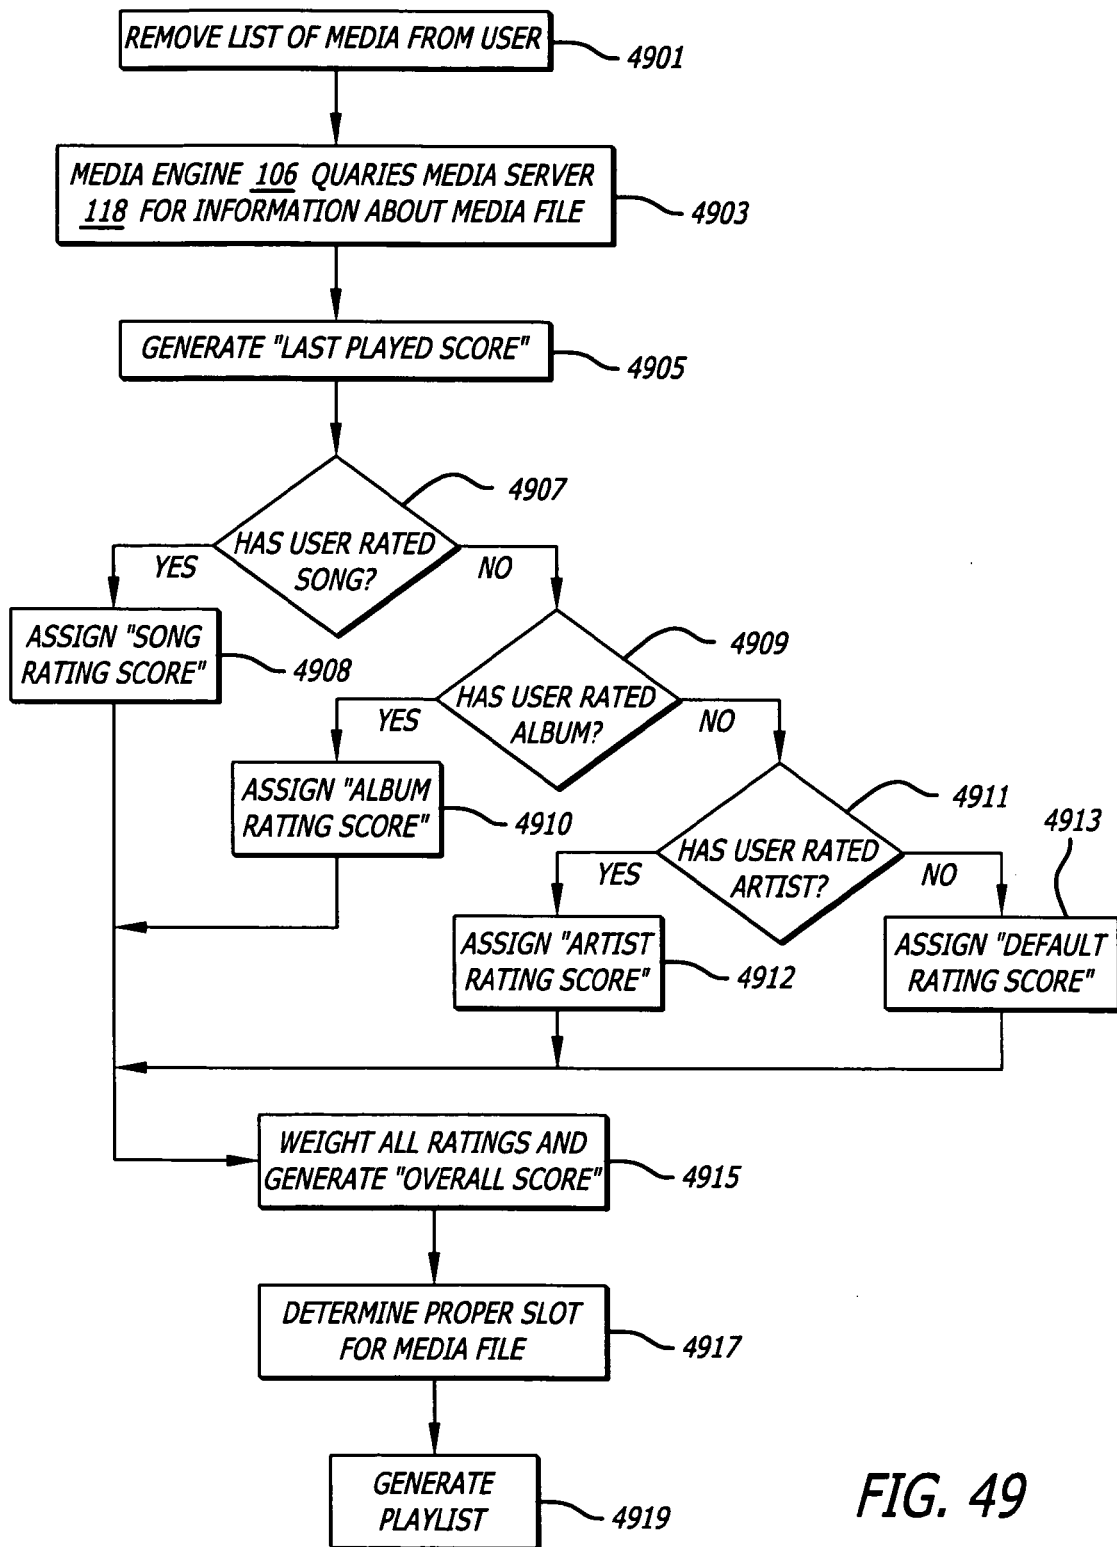 REMOVE LIST OF MEDIA FROM USER
4901
MEDIA ENGINE 106 QUARIES MEDIA SERVER
118 FOR INFORMATION ABOUT MEDIA FILE
4903
GENERATE "LAST PLAYED SCORE"
4905
4907
HAS USER RATED
SONG?
YES
NO
ASSIGN "SONG
RATING SCORE"
4908
4909
HAS USER RATED
ALBUM?
YES
NO
ASSIGN "ALBUM
RATING SCORE"
4910
4911
HAS USER RATED
ARTIST?
YES
NO
4913
ASSIGN "ARTIST
RATING SCORE"
4912
ASSIGN "DEFAULT
RATING SCORE"
WEIGHT ALL RATINGS AND
GENERATE "OVERALL SCORE"
4915
DETERMINE PROPER SLOT
FOR MEDIA FILE
4917
GENERATE
PLAYLIST
4919
FIG. 49